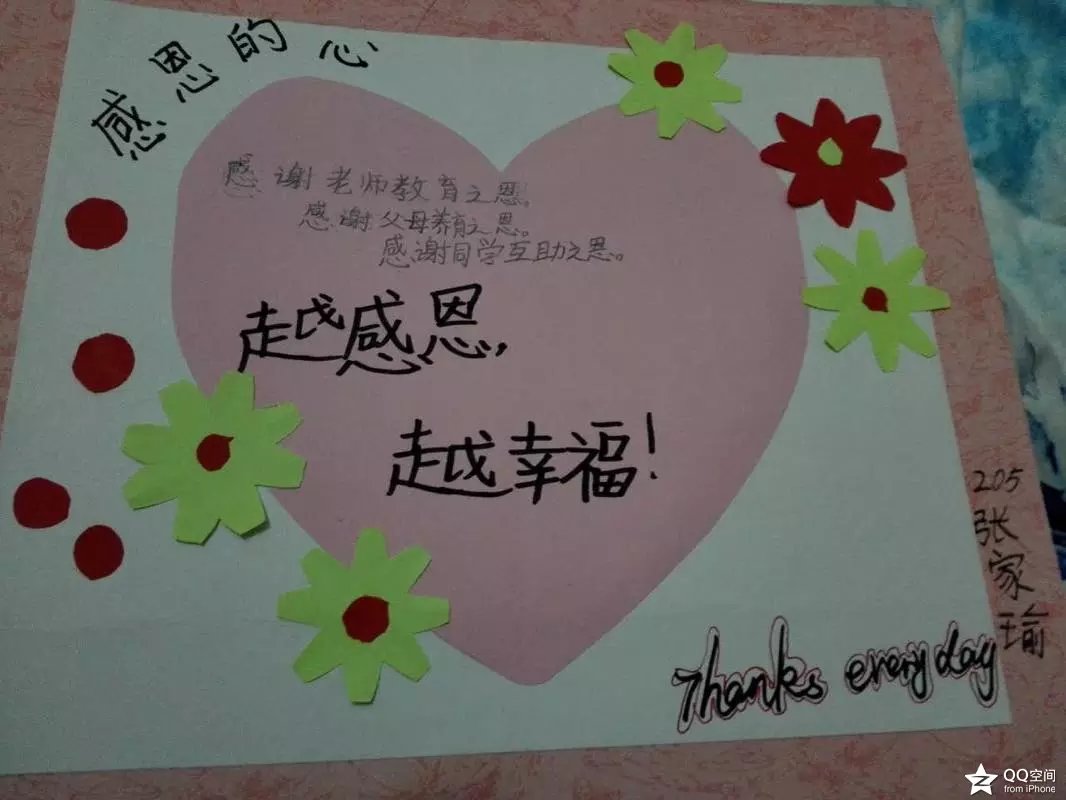 感恩的心
感谢老师教育之恩。
感谢父母养育之恩。
感谢同学互助之恩。
越感恩,
越幸福!
205
张家瑜
Thanks every day
QQ空间
from iPhone